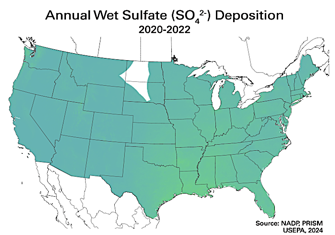 Annual Wet Sulfate (SO₄²⁻) Deposition
2020-2022
Source: NADP, PRISM
USEPA, 2024